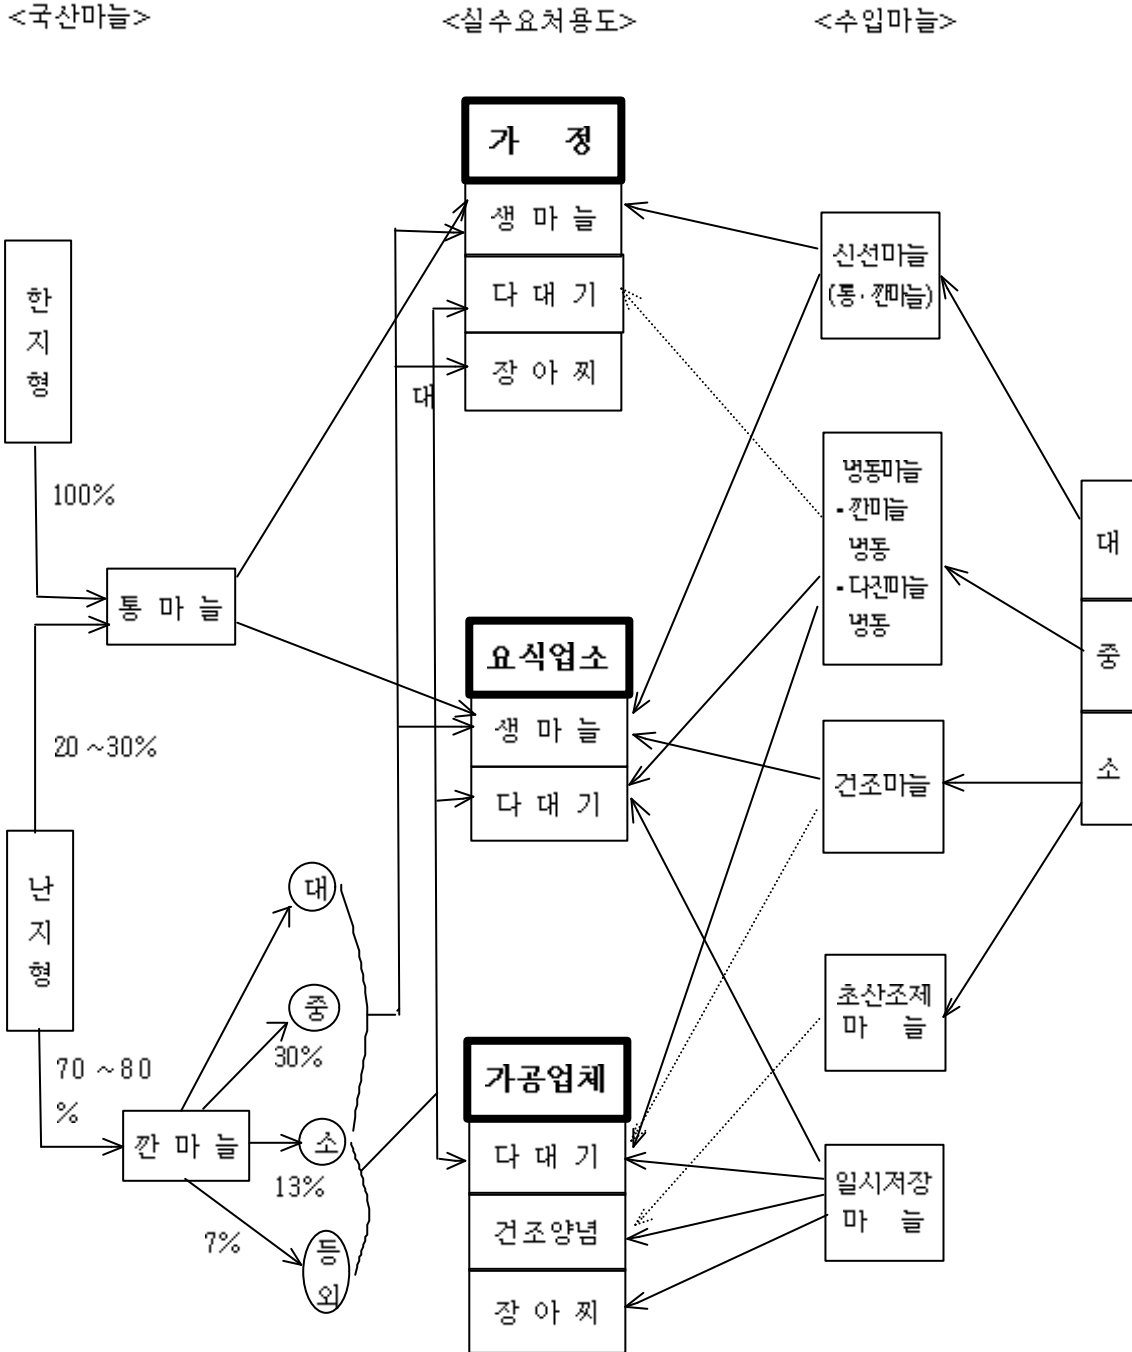 <국산마늘>
<실수요처용도>
<수입마늘>
한
지
형
100%
통 마 늘
20 ~30%
난
지
형
70 ~80
%
깐 마 늘
대
중
30%
소
13%
7%
등
외
가 정
생 마 늘
다 대 기
장 아 찌
대
요식업소
생 마 늘
다 대 기
가공업체
다 대 기
건조양념
장 아 찌
신선마늘
(통·깐마늘)
냉동마늘
- 깐마늘
냉동
- 다진마늘
냉동
건조마늘
초산조제
마 늘
일시저장
마 늘
대
중
소